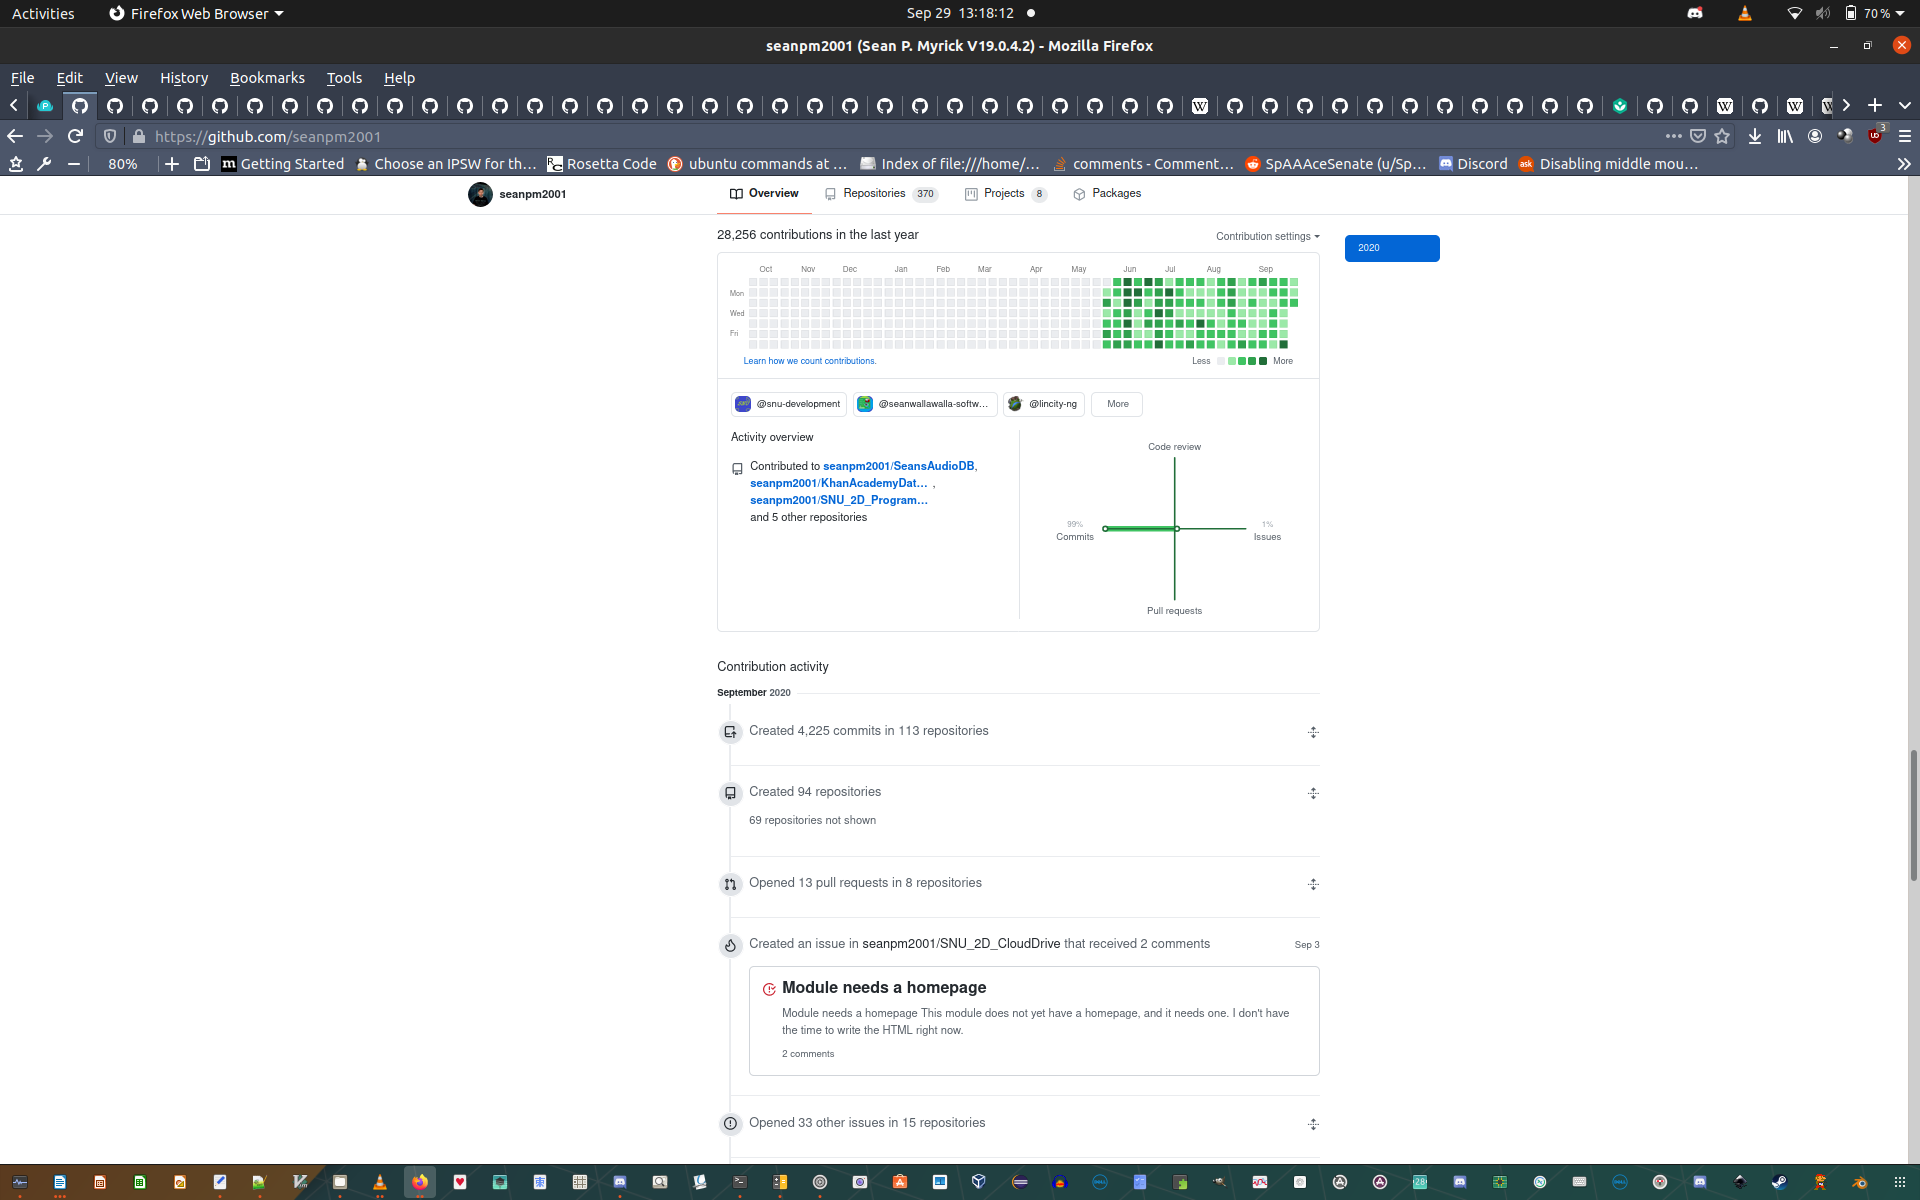 Activities
Firefox Web Browser
Sep 29 13:18:12
70 %
seanpm2001 (Sean P. Myrick V19.0.4.2) - Mozilla Firefox
File Edit View History Bookmarks Tools Help
https://github.com/seanpm2001
3
80%
Getting Started
Choose an IPSW for th…
Rosetta Code
ubuntu commands at …
Index of file:///home/…
comments - Comment…
SpAAAceSenate (u/Sp…
Discord
Disabling middle mou…
seanpm2001
Overview
Repositories 370
Projects 8
Packages
28,256 contributions in the last year
Contribution settings
2020
Oct Nov Dec Jan Feb Mar Apr May Jun Jul Aug Sep
Mon
Wed
Fri
Learn how we count contributions.
Less
More
@snu-development
@seanwallawalla-softw…
@lincity-ng
More
Activity overview
Contributed to seanpm2001/SeansAudioDB,
seanpm2001/KhanAcademyDat… ,
seanpm2001/SNU_2D_Program…
and 5 other repositories
Code review
99%
Commits
1%
Issues
Pull requests
Contribution activity
September 2020
Created 4,225 commits in 113 repositories
Created 94 repositories
69 repositories not shown
Opened 13 pull requests in 8 repositories
Created an issue in seanpm2001/SNU_2D_CloudDrive that received 2 comments
Sep 3
Module needs a homepage
Module needs a homepage This module does not yet have a homepage, and it needs one. I don't have
the time to write the HTML right now.
2 comments
Opened 33 other issues in 15 repositories